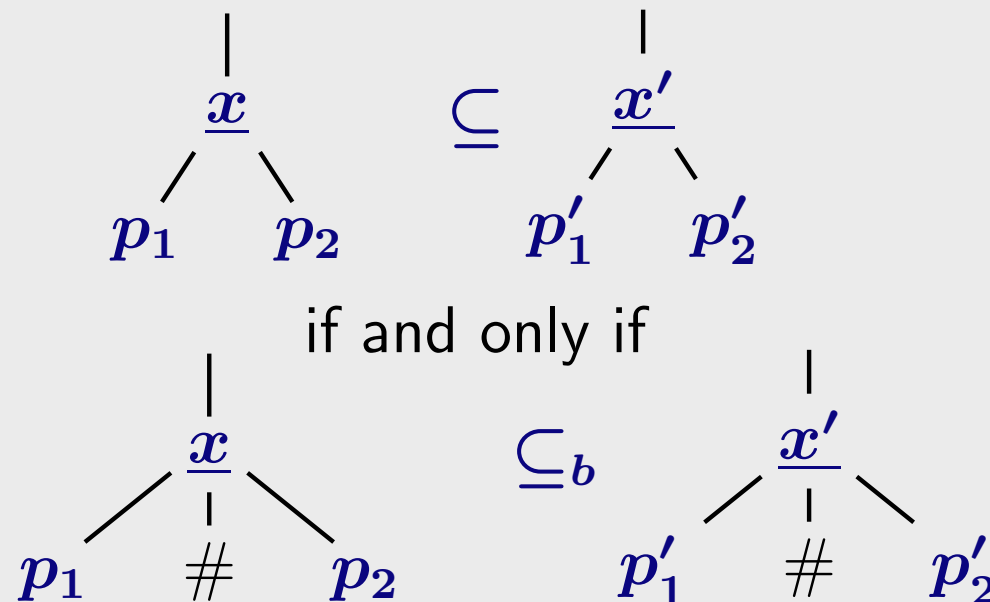 x ⊆ x′
p₁ p₂ p′₁ p′₂
if and only if
x ⊆_b x′
p₁ # p₂ p′₁ # p′₂